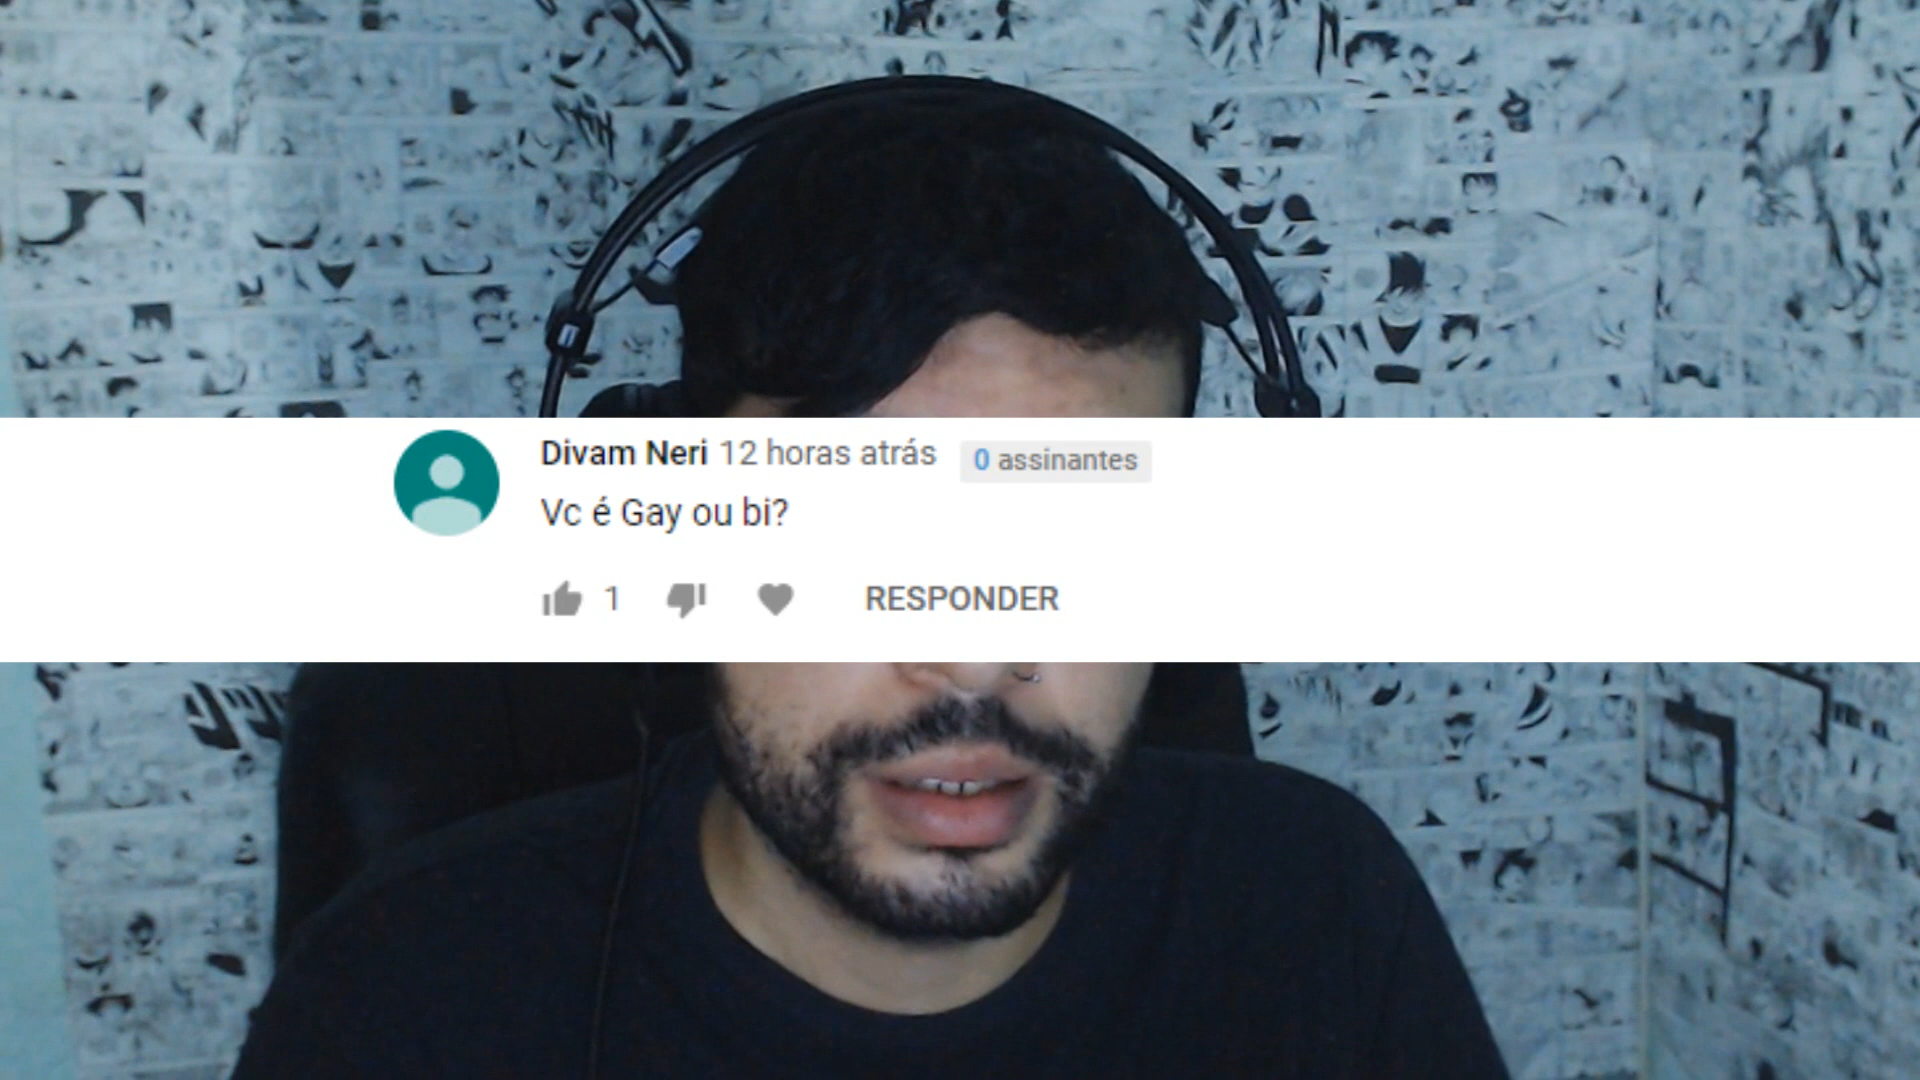 Divam Neri 12 horas atrás 0 assinantes
Vc é Gay ou bi?
1 RESPONDER